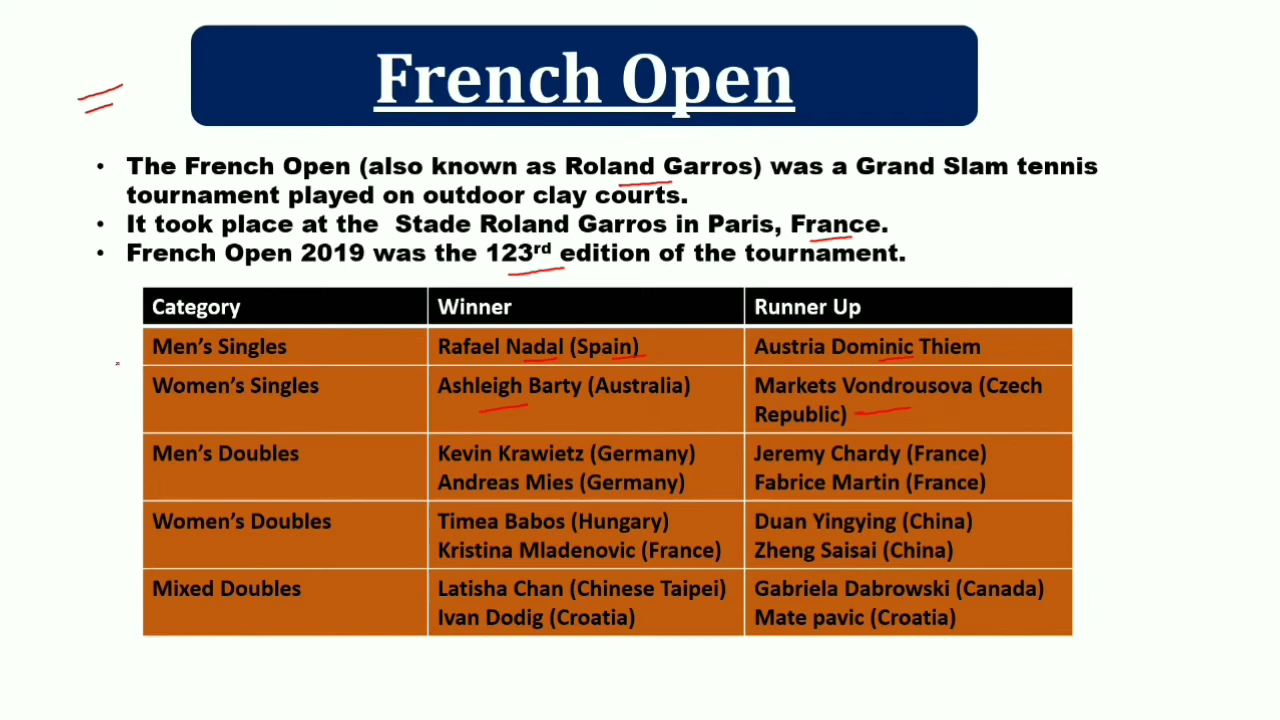 French Open
• The French Open (also known as Roland Garros) was a Grand Slam tennis
tournament played on outdoor clay courts.
• It took place at the Stade Roland Garros in Paris, France.
• French Open 2019 was the 123rd edition of the tournament.
Category Winner Runner Up
Men's Singles Rafael Nadal (Spain) Austria Dominic Thiem
Women's Singles Ashleigh Barty (Australia) Markets Vondrousova (Czech
Republic)
Men's Doubles Kevin Krawietz (Germany) Jeremy Chardy (France)
Andreas Mies (Germany) Fabrice Martin (France)
Women's Doubles Timea Babos (Hungary) Duan Yingying (China)
Kristina Mladenovic (France) Zheng Saisai (China)
Mixed Doubles Latisha Chan (Chinese Taipei) Gabriela Dabrowski (Canada)
Ivan Dodig (Croatia) Mate pavic (Croatia)